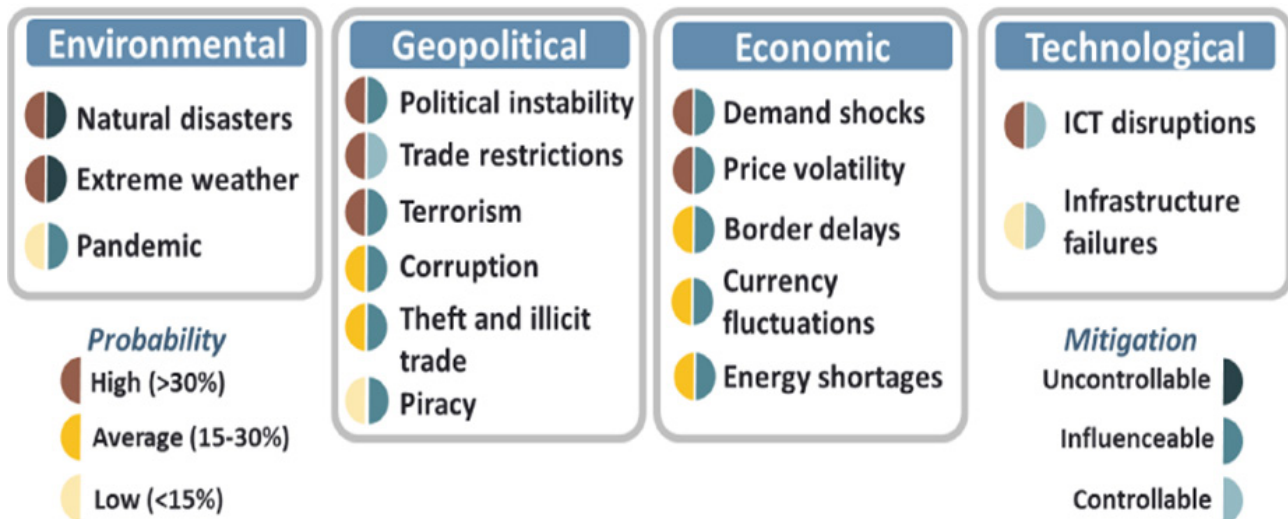 Environmental
Natural disasters
Extreme weather
Pandemic
Geopolitical
Political instability
Trade restrictions
Terrorism
Corruption
Theft and illicit
trade
Piracy
Economic
Demand shocks
Price volatility
Border delays
Currency
fluctuations
Energy shortages
Technological
ICT disruptions
Infrastructure
failures
Probability
High (>30%)
Average (15-30%)
Low (<15%)
Mitigation
Uncontrollable
Influenceable
Controllable